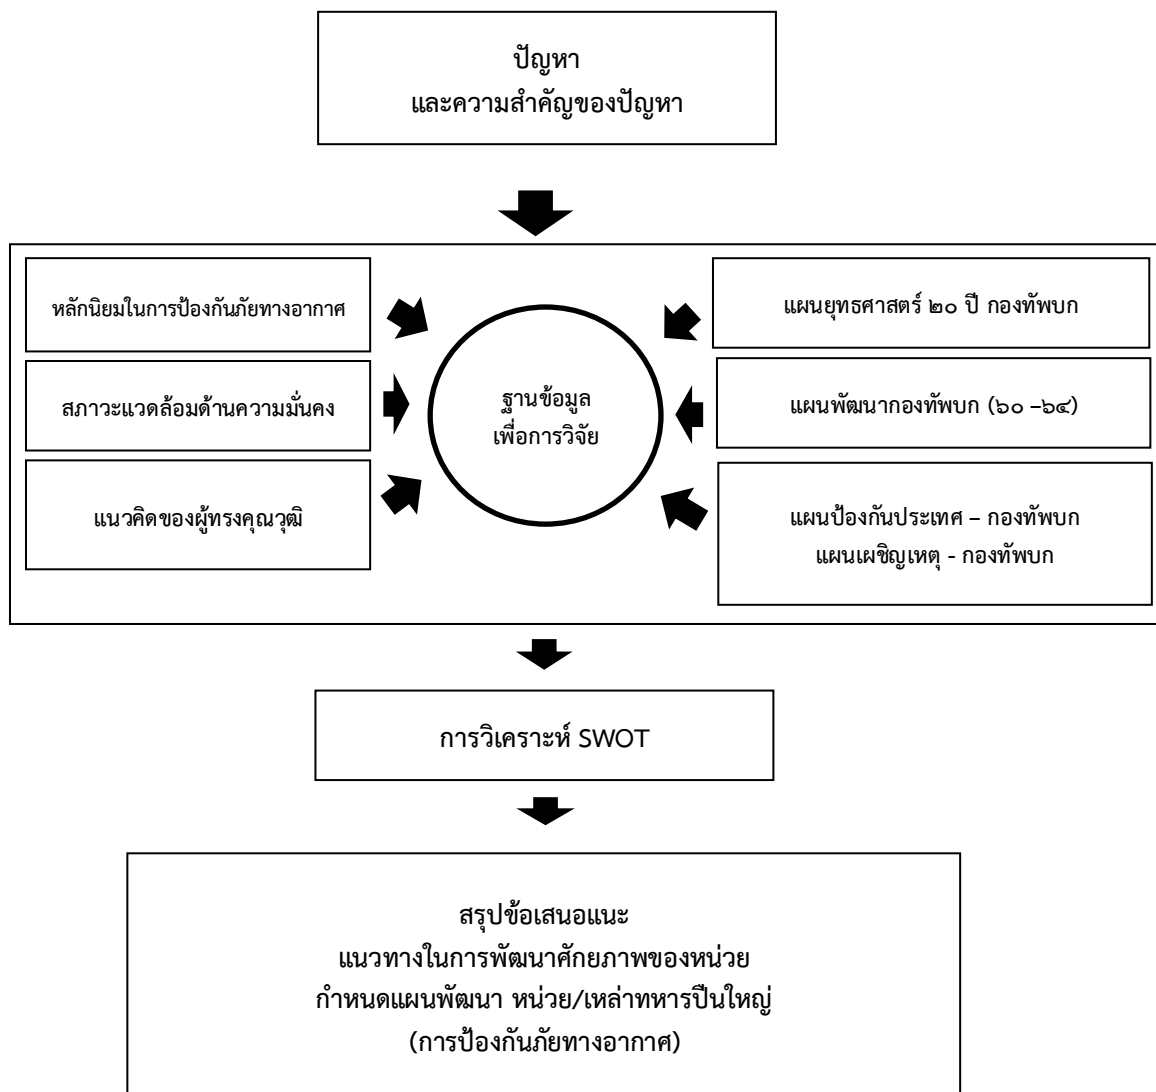 ปัญหา
และความสำคัญของปัญหา
หลักนิยมในการป้องกันภัยทางอากาศ
สภาวะแวดล้อมด้านความมั่นคง
แนวคิดของผู้ทรงคุณวุฒิ
ฐานข้อมูล
เพื่อการวิจัย
แผนยุทธศาสตร์ ๒๐ ปี กองทัพบก
แผนพัฒนากองทัพบก (๖๐ –๖๔)
แผนป้องกันประเทศ – กองทัพบก
แผนเผชิญเหตุ - กองทัพบก
การวิเคราะห์ SWOT
สรุปข้อเสนอแนะ
แนวทางในการพัฒนาศักยภาพของหน่วย
กำหนดแผนพัฒนา หน่วย/เหล่าทหารปืนใหญ่
(การป้องกันภัยทางอากาศ)